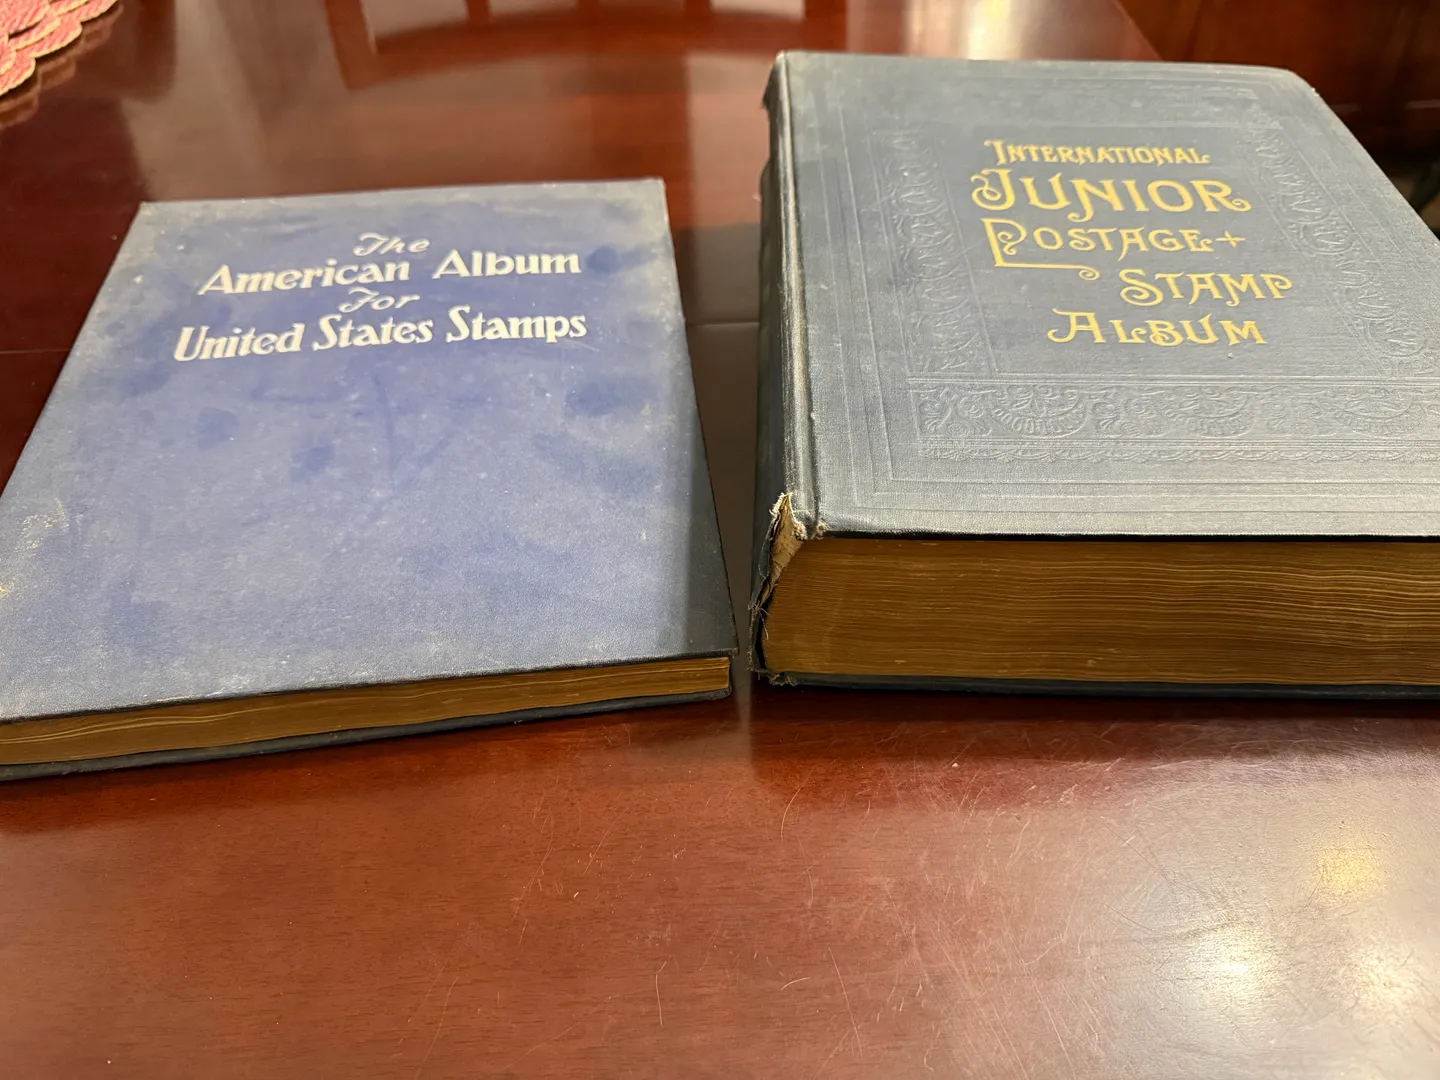 The
American Album
For
United States Stamps
International
Junior
Postage
Stamp
Album